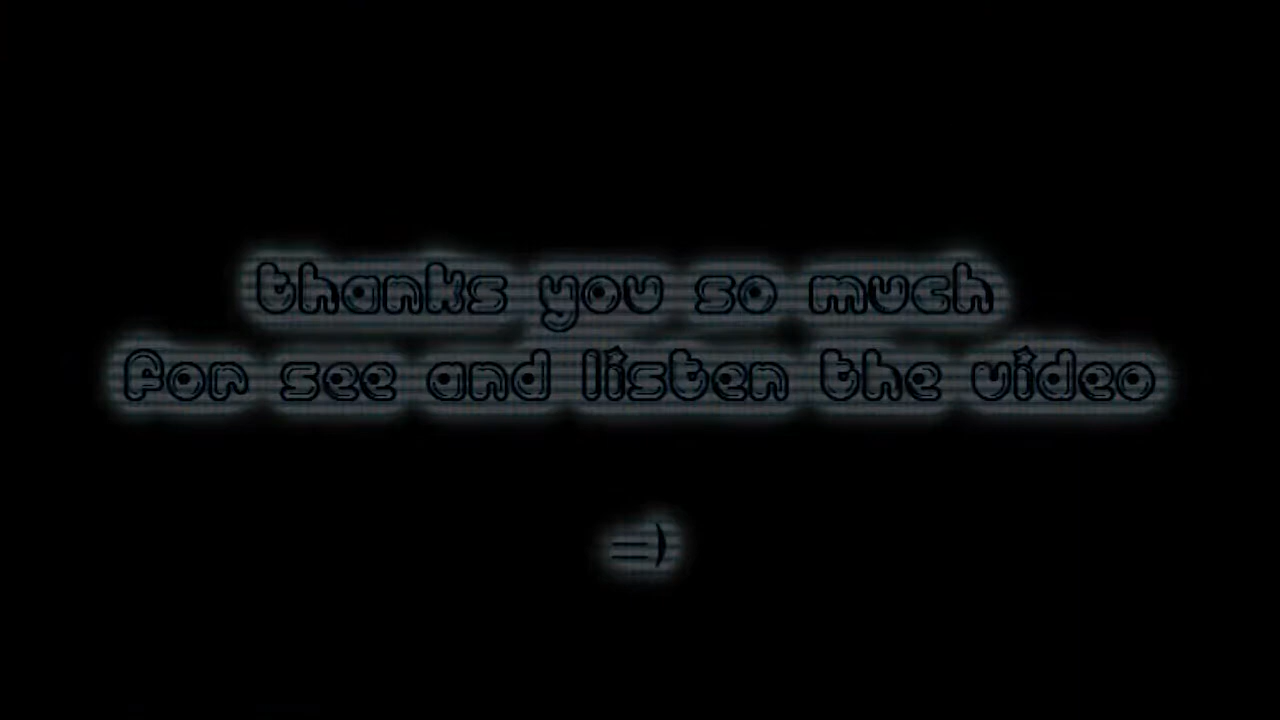 thanks you so much
for see and listen the video
=)